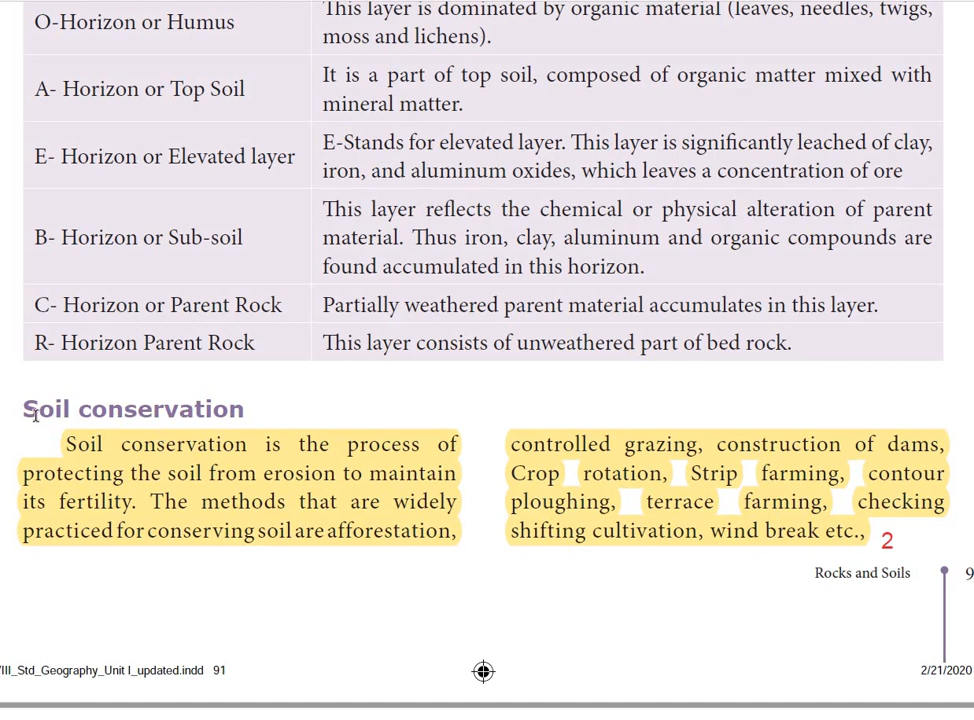 This layer is dominated by organic material (leaves, needles, twigs,
O-Horizon or Humus
moss and lichens).
A- Horizon or Top Soil
It is a part of top soil, composed of organic matter mixed with
mineral matter.
E- Horizon or Elevated layer
E-Stands for elevated layer. This layer is significantly leached of clay,
iron, and aluminum oxides, which leaves a concentration of ore
B- Horizon or Sub-soil
This layer reflects the chemical or physical alteration of parent
material. Thus iron, clay, aluminum and organic compounds are
found accumulated in this horizon.
C- Horizon or Parent Rock
Partially weathered parent material accumulates in this layer.
R- Horizon Parent Rock
This layer consists of unweathered part of bed rock.
Soil conservation
Soil conservation is the process of
protecting the soil from erosion to maintain
its fertility. The methods that are widely
practiced for conserving soil are afforestation,
controlled grazing, construction of dams,
Crop rotation, Strip farming, contour
ploughing, terrace farming, checking
shifting cultivation, wind break etc.,
2
Rocks and Soils
9
III_Std_Geography_Unit I_updated.indd 91
2/21/2020